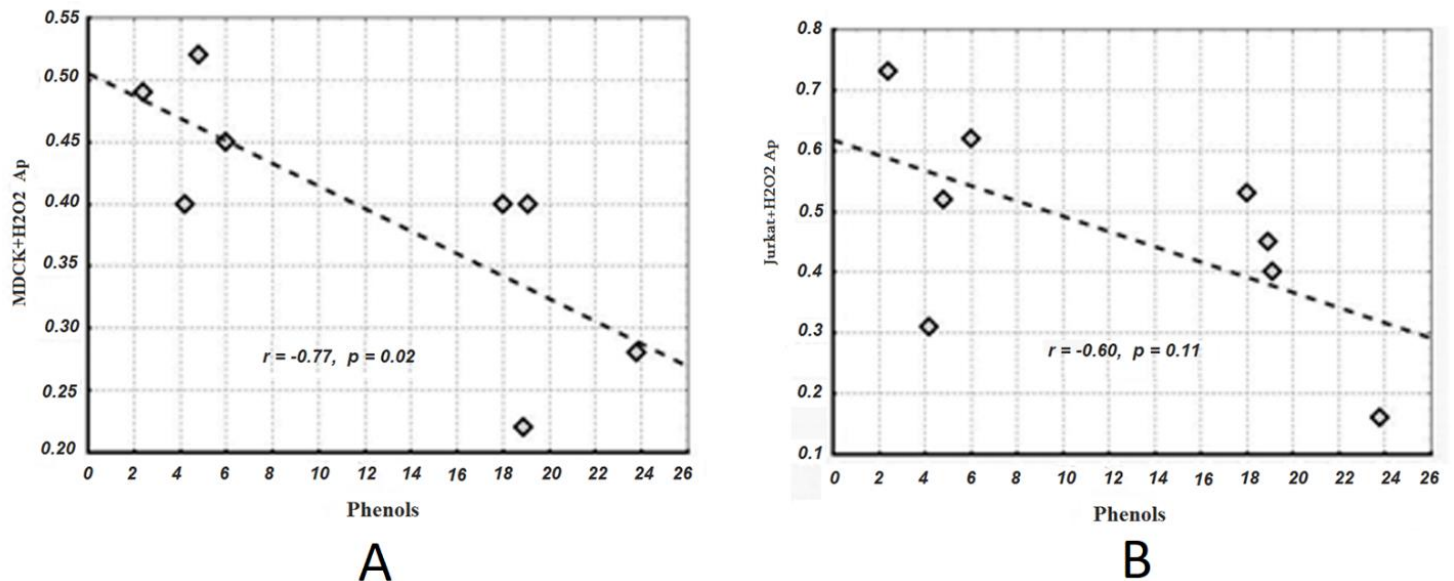 0.55
0.50
0.45
0.40
0.35
0.30
0.25
0.20
MDCK+H2O2 Ap
r = -0.77, p = 0.02
0 2 4 6 8 10 12 14 16 18 20 22 24 26
Phenols
A
0.8
0.7
0.6
0.5
0.4
0.3
0.2
0.1
Jurkat+H2O2 Ap
r = -0.60, p = 0.11
0 2 4 6 8 10 12 14 16 18 20 22 24 26
Phenols
B